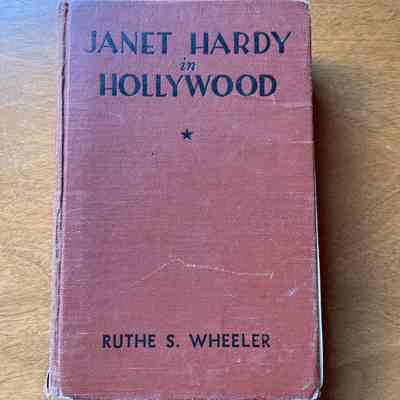 JANET HARDY
in
HOLLYWOOD
RUTHE S. WHEELER